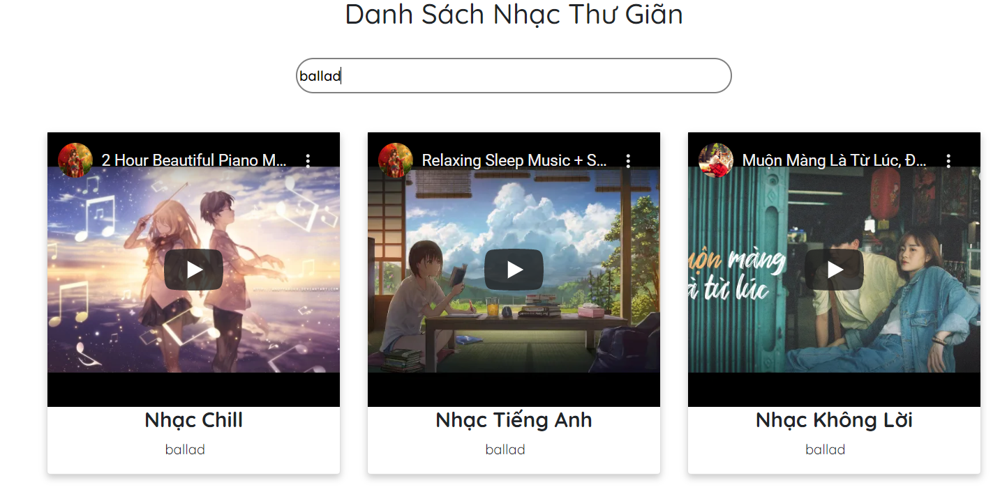 Danh Sách Nhạc Thư Giãn
ballad
2 Hour Beautiful Piano M...
Relaxing Sleep Music + S...
Muộn Màng Là Từ Lúc, Đ...
uộn màng
à từ lúc
Nhạc Chill
Nhạc Tiếng Anh
Nhạc Không Lời
ballad
ballad
ballad